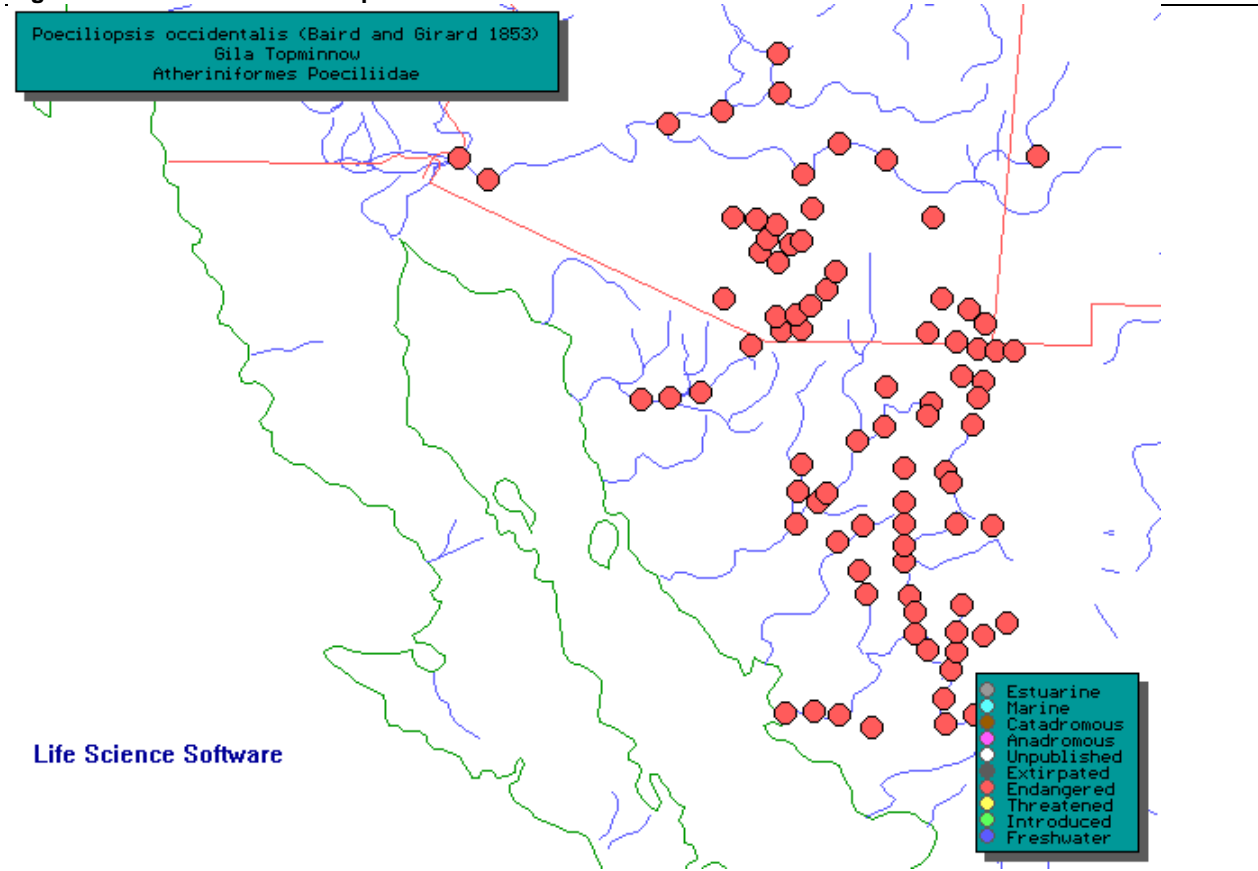 Poeciliopsis occidentalis (Baird and Girard 1853)
Gila Topminnow
Atheriniformes Poeciliidae
Life Science Software
Estuarine
Marine
Catadromous
Anadromous
Unpublished
Extirpated
Endangered
Threatened
Introduced
Freshwater